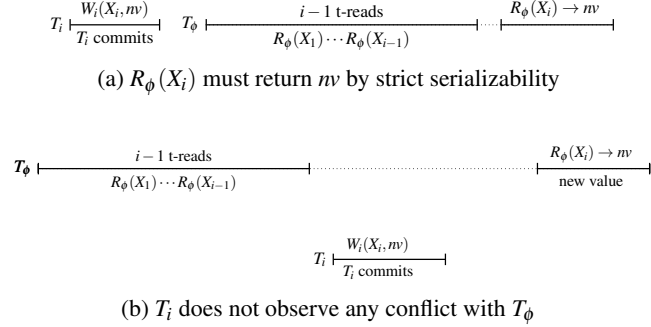 W_i(X_i, nv) i − 1 t-reads R_ϕ(X_i) → nv
T_i T_ϕ
T_i commits R_ϕ(X_1) ⋯ R_ϕ(X_{i−1})
(a) R_ϕ(X_i) must return nv by strict serializability
i − 1 t-reads R_ϕ(X_i) → nv
T_ϕ
R_ϕ(X_1) ⋯ R_ϕ(X_{i−1}) new value
W_i(X_i, nv)
T_i
T_i commits
(b) T_i does not observe any conflict with T_ϕ